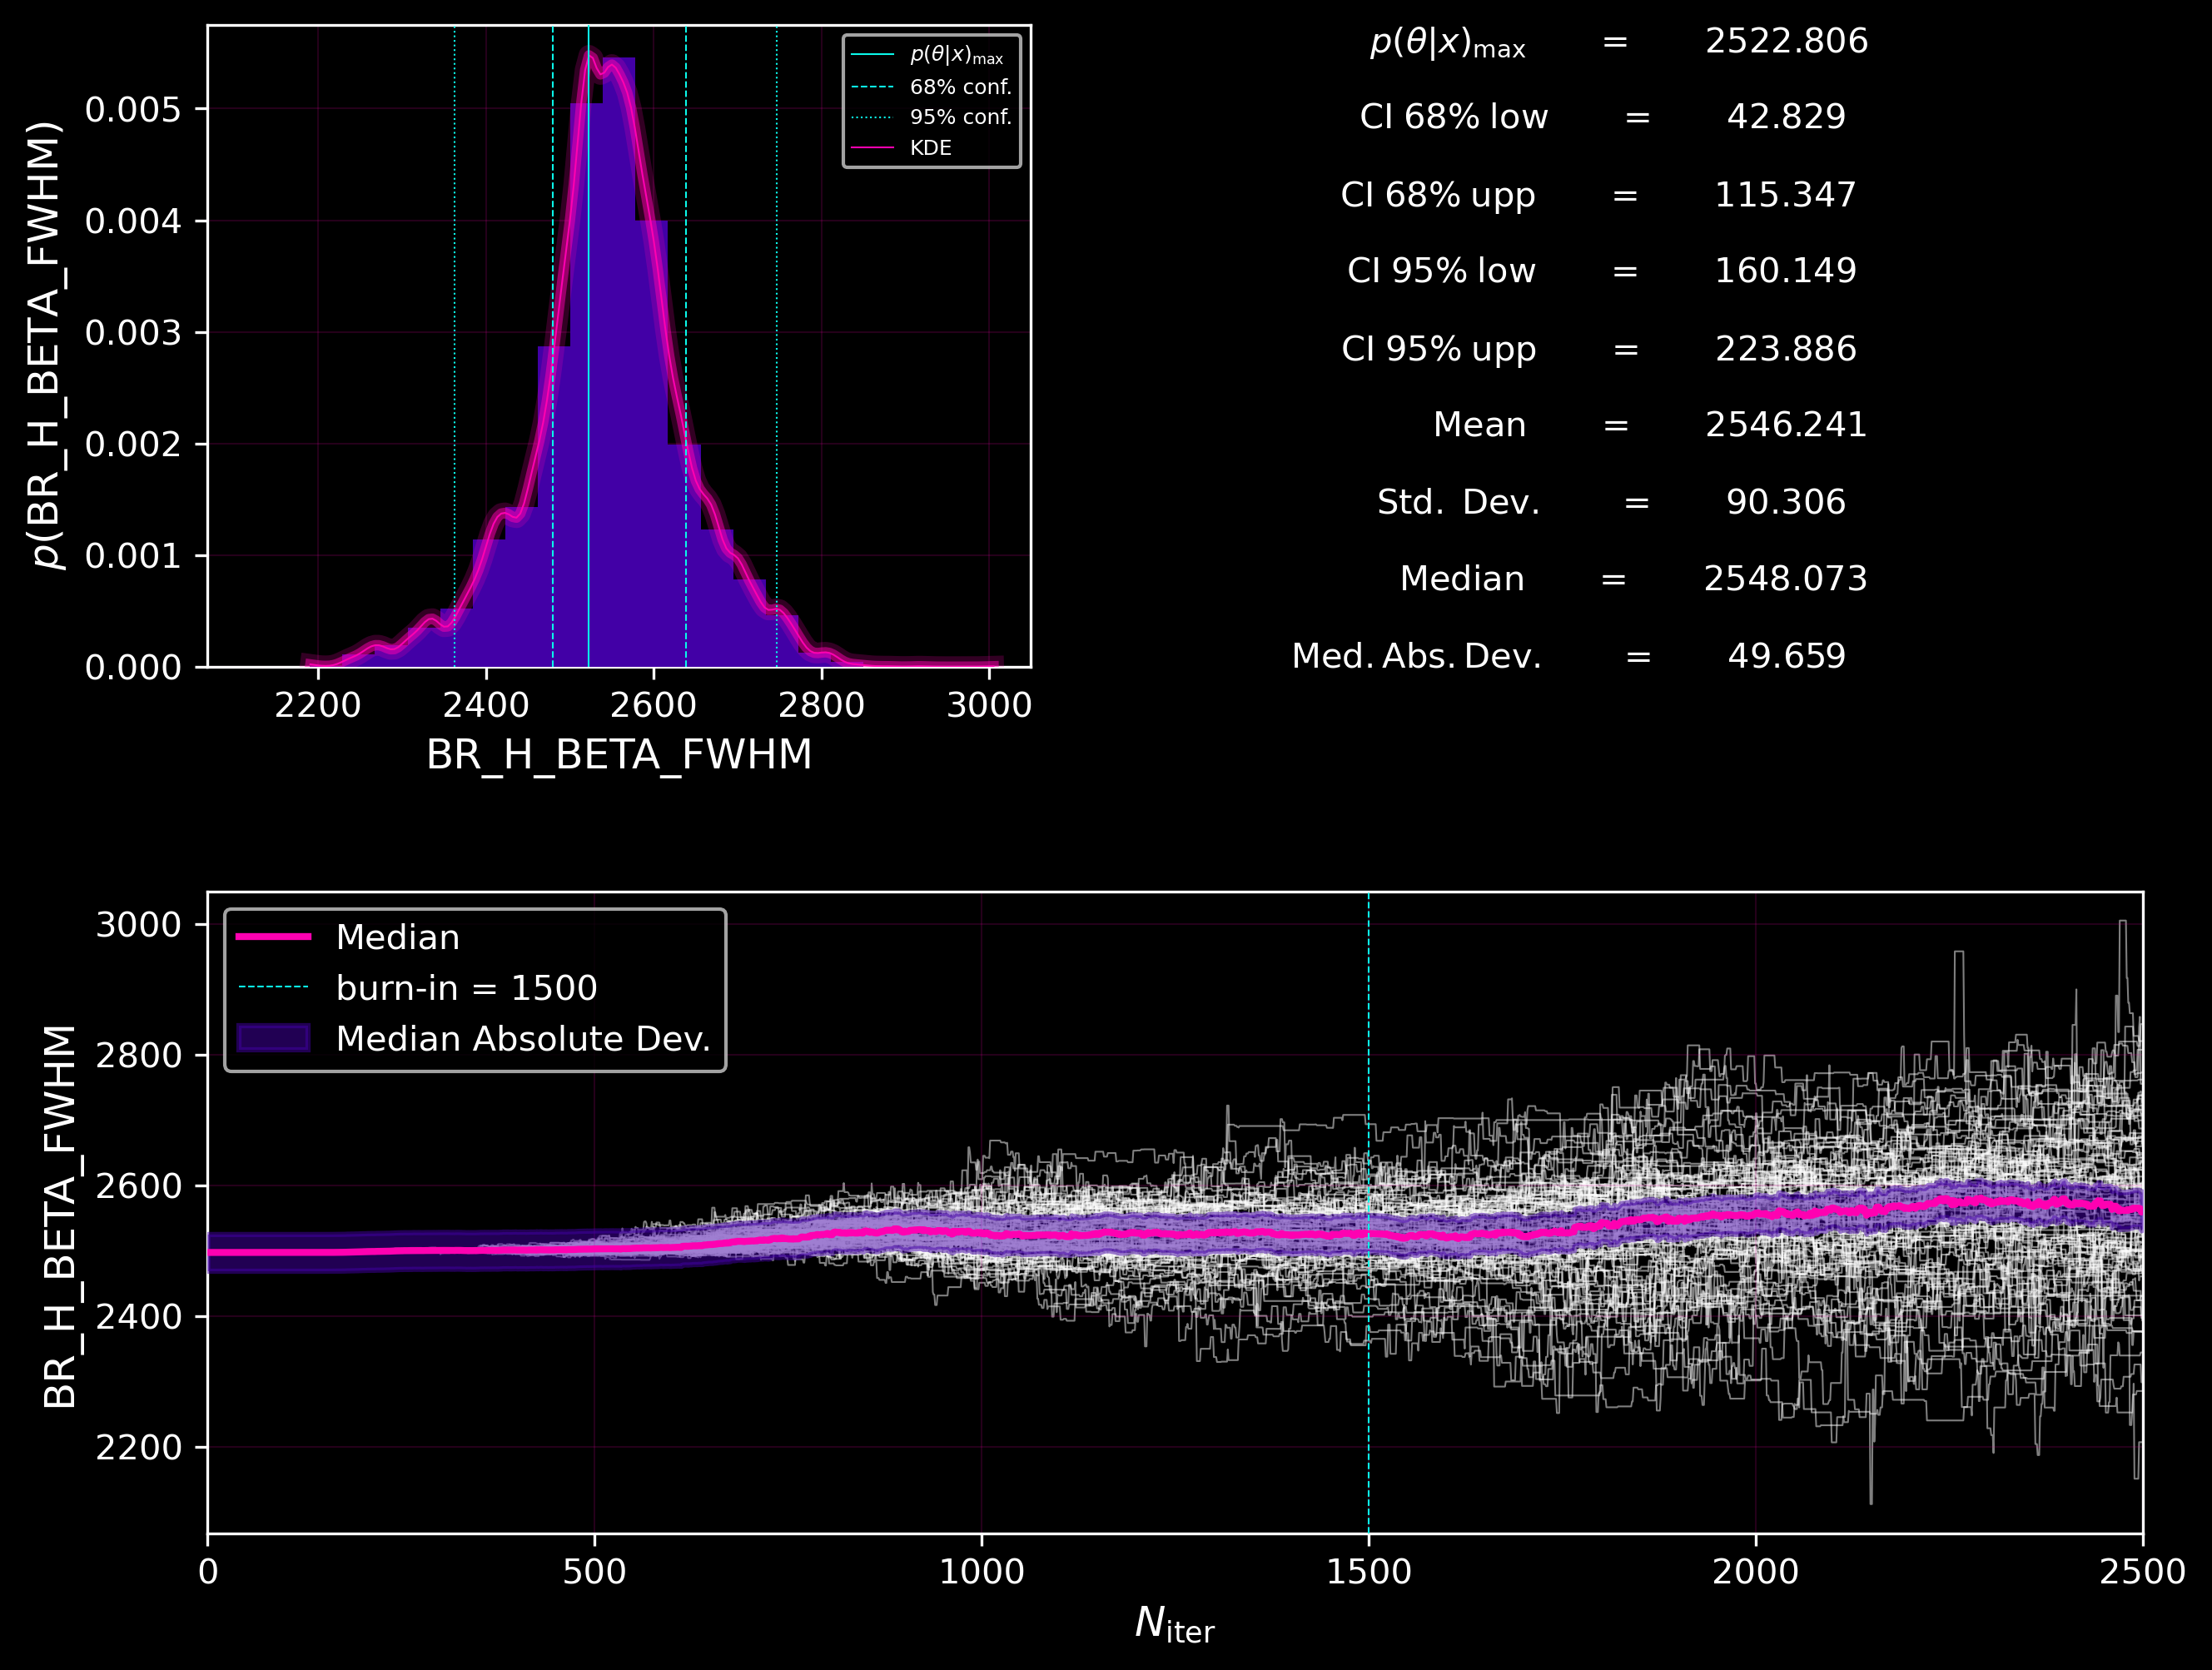 p(BR_H_BETA_FWHM)
0.005
0.004
0.003
0.002
0.001
0.000
2200 2400 2600 2800 3000
BR_H_BETA_FWHM
p(θ|x)max
68% conf.
95% conf.
KDE
p(θ|x)max = 2522.806
CI 68% low = 42.829
CI 68% upp = 115.347
CI 95% low = 160.149
CI 95% upp = 223.886
Mean = 2546.241
Std. Dev. = 90.306
Median = 2548.073
Med. Abs. Dev. = 49.659
BR_H_BETA_FWHM
3000
2800
2600
2400
2200
Median
burn-in = 1500
Median Absolute Dev.
0 500 1000 1500 2000 2500
Niter